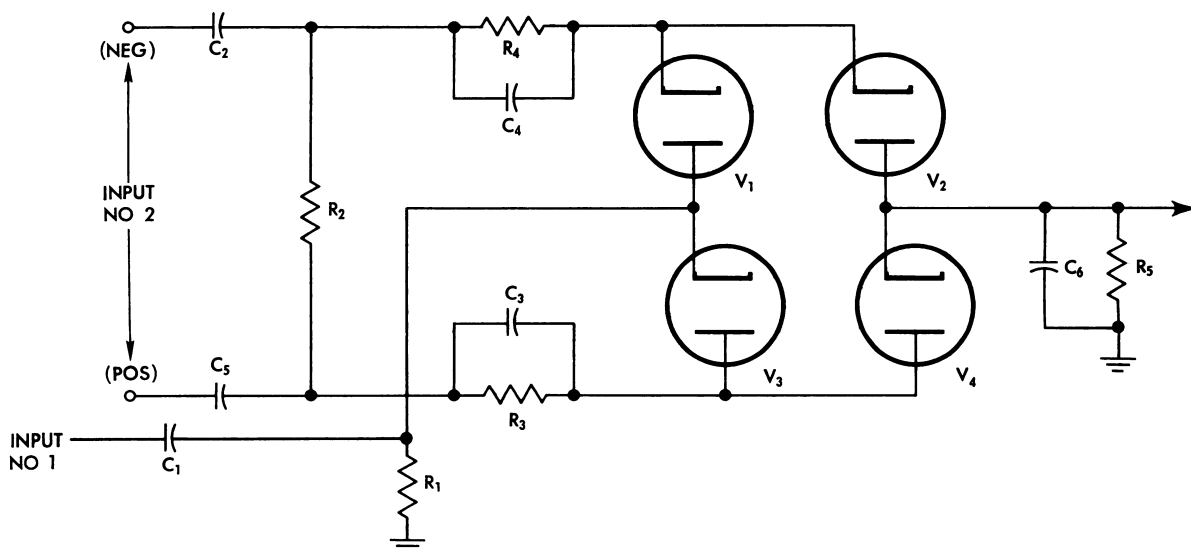 (NEG)
C2
R4
C4
V1
V2
INPUT
NO 2
R2
C6
R5
C3
(POS)
C5
R3
V3
V4
INPUT
NO 1
C1
R1